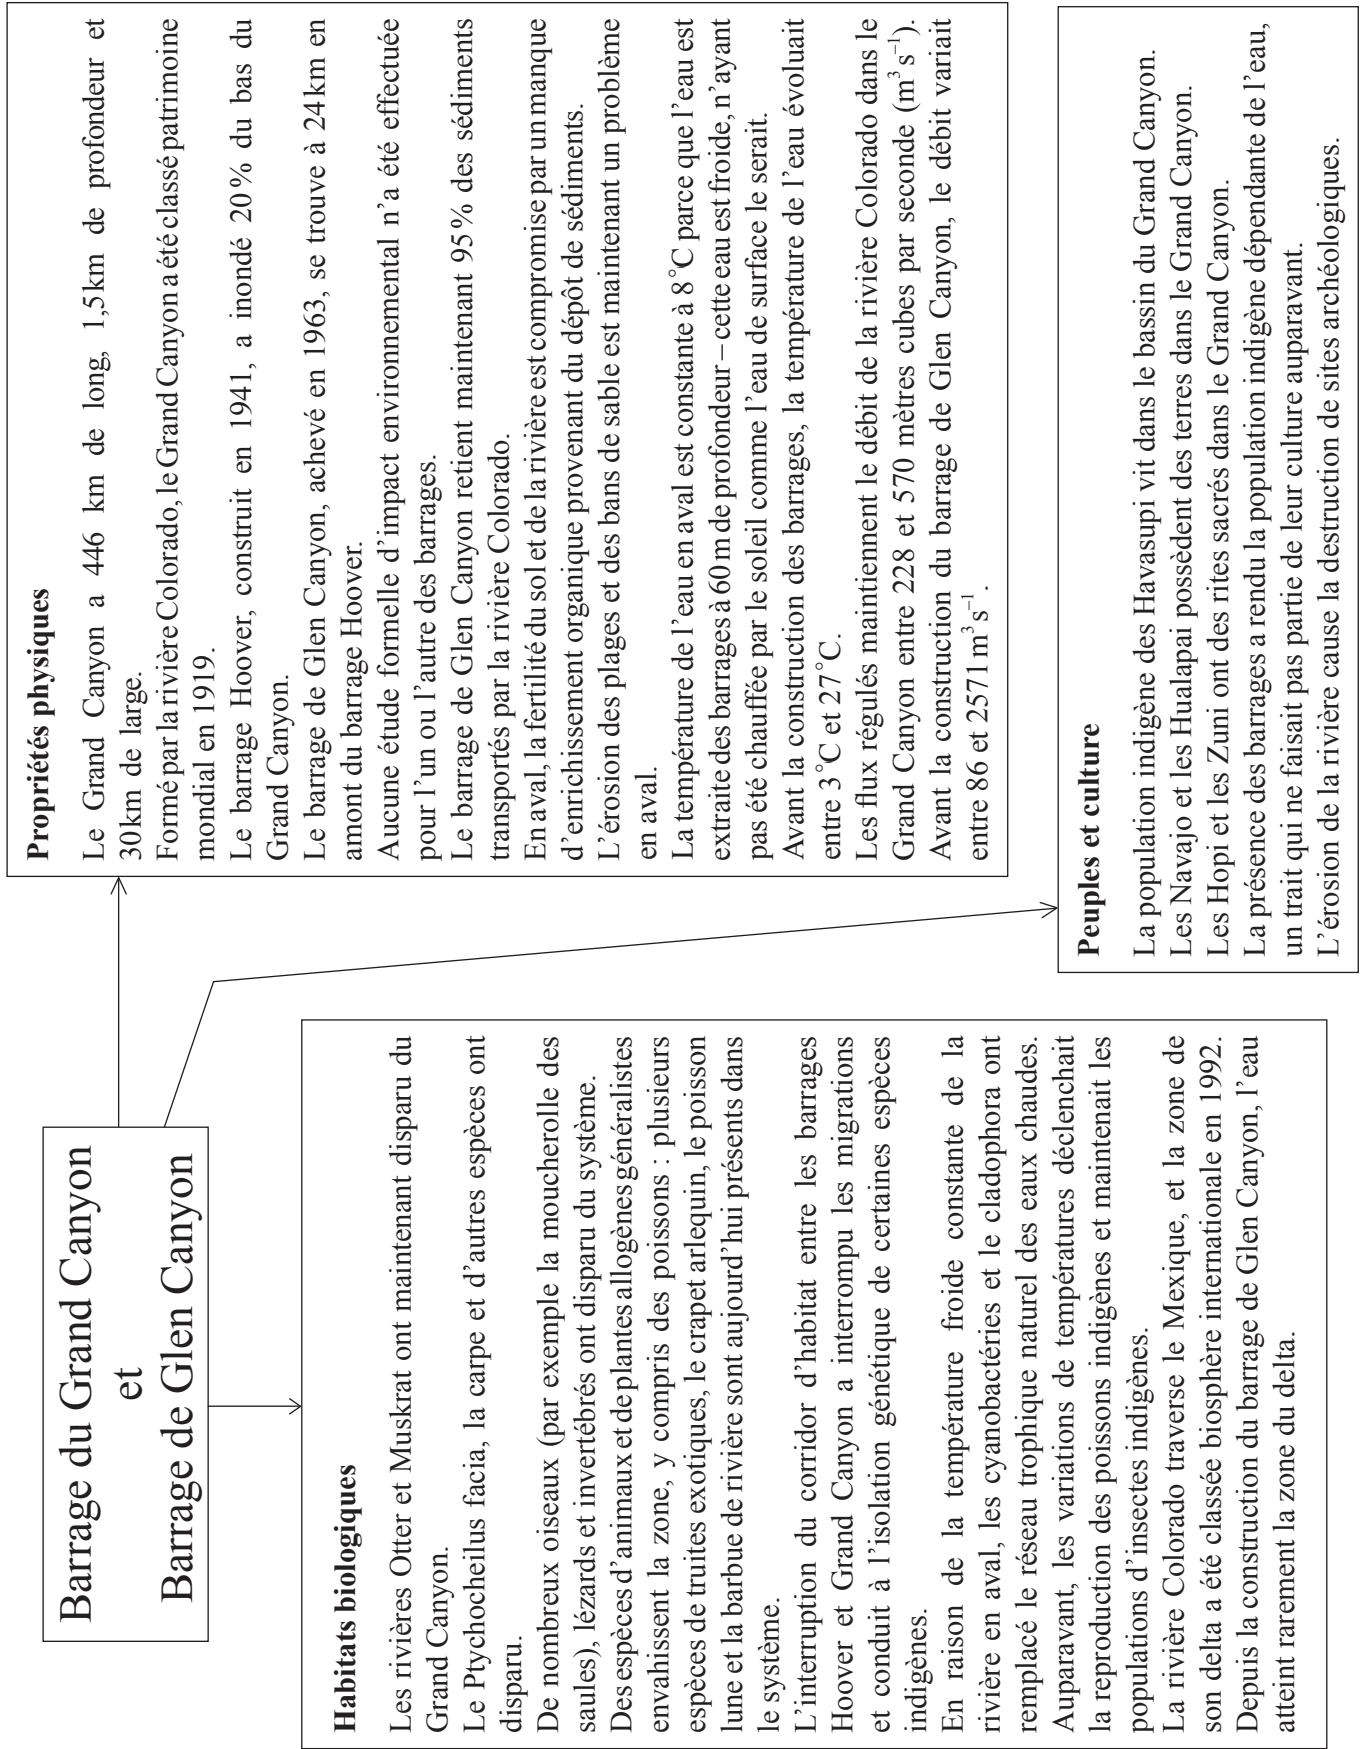 Barrage du Grand Canyon
et
Barrage de Glen Canyon
Propriétés physiques
Le Grand Canyon a 446 km de long, 1,5 km de profondeur et
30 km de large.
Formé par la rivière Colorado, le Grand Canyon a été classé patrimoine
mondial en 1919.
Le barrage Hoover, construit en 1941, a inondé 20 % du bas du
Grand Canyon.
Le barrage de Glen Canyon, achevé en 1963, se trouve à 24 km en
amont du barrage Hoover.
Aucune étude formelle d'impact environnemental n'a été effectuée
pour l'un ou l'autre des barrages.
Le barrage de Glen Canyon retient maintenant 95 % des sédiments
transportés par la rivière Colorado.
En aval, la fertilité du sol et de la rivière est compromise par un manque
d'enrichissement organique provenant du dépôt de sédiments.
L'érosion des plages et des bans de sable est maintenant un problème
en aval.
La température de l'eau en aval est constante à 8 °C parce que l'eau est
extraite des barrages à 60 m de profondeur – cette eau est froide, n'ayant
pas été chauffée par le soleil comme l'eau de surface le serait.
Avant la construction des barrages, la température de l'eau évoluait
entre 3 °C et 27 °C.
Les flux régulés maintiennent le débit de la rivière Colorado dans le
Grand Canyon entre 228 et 570 mètres cubes par seconde (m³ s⁻¹).
Avant la construction du barrage de Glen Canyon, le débit variait
entre 86 et 2571 m³ s⁻¹.
Habitats biologiques
Les rivières Otter et Muskrat ont maintenant disparu du
Grand Canyon.
Le Ptychocheilus facia, la carpe et d'autres espèces ont
disparu.
De nombreux oiseaux (par exemple la moucherolle des
saules), lézards et invertébrés ont disparu du système.
Des espèces d'animaux et de plantes allogènes généralistes
envahissent la zone, y compris des poissons : plusieurs
espèces de truites exotiques, le crapet arlequin, le poisson
lune et la barbue de rivière sont aujourd'hui présents dans
le système.
L'interruption du corridor d'habitat entre les barrages
Hoover et Grand Canyon a interrompu les migrations
et conduit à l'isolation génétique de certaines espèces
indigènes.
En raison de la température froide constante de la
rivière en aval, les cyanobactéries et le cladophora ont
remplacé le réseau trophique naturel des eaux chaudes.
Auparavant, les variations de température déclenchait
la reproduction des poissons indigènes et maintenait les
populations d'insectes indigènes.
La rivière Colorado traverse le Mexique, et la zone de
son delta a été classée biosphère internationale en 1992.
Depuis la construction du barrage de Glen Canyon, l'eau
atteint rarement la zone du delta.
Peuples et culture
La population indigène des Havasupi vit dans le bassin du Grand Canyon.
Les Navajo et les Hualapai possèdent des terres dans le Grand Canyon.
Les Hopi et les Zuni ont des rites sacrés dans le Grand Canyon.
La présence des barrages a rendu la population indigène dépendante de l'eau,
un trait qui ne faisait pas partie de leur culture auparavant.
L'érosion de la rivière cause la destruction de sites archéologiques.